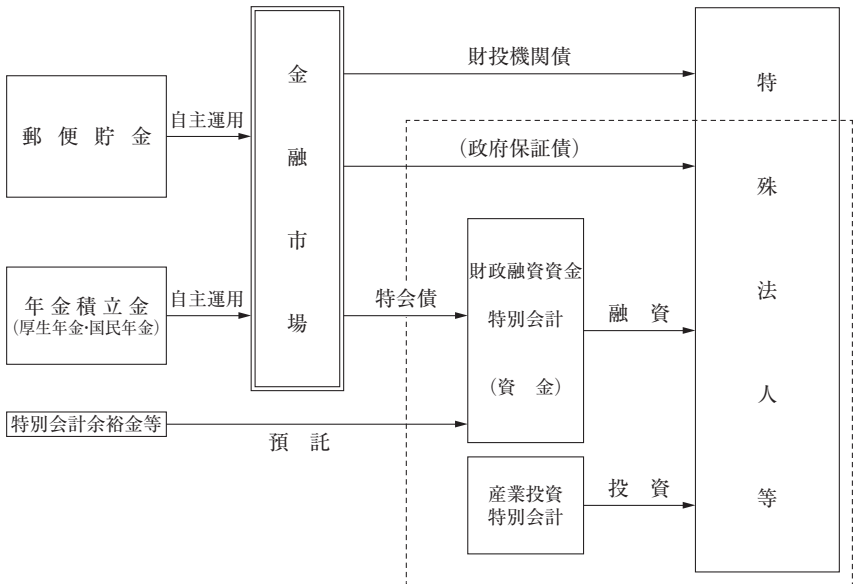 郵便貯金
自主運用
年金積立金
(厚生年金・国民年金)
自主運用
特別会計余裕金等
預託
金融市場
財投機関債
(政府保証債)
特会債
財政融資資金
特別会計
(資金)
融資
産業投資
特別会計
投資
特殊法人等